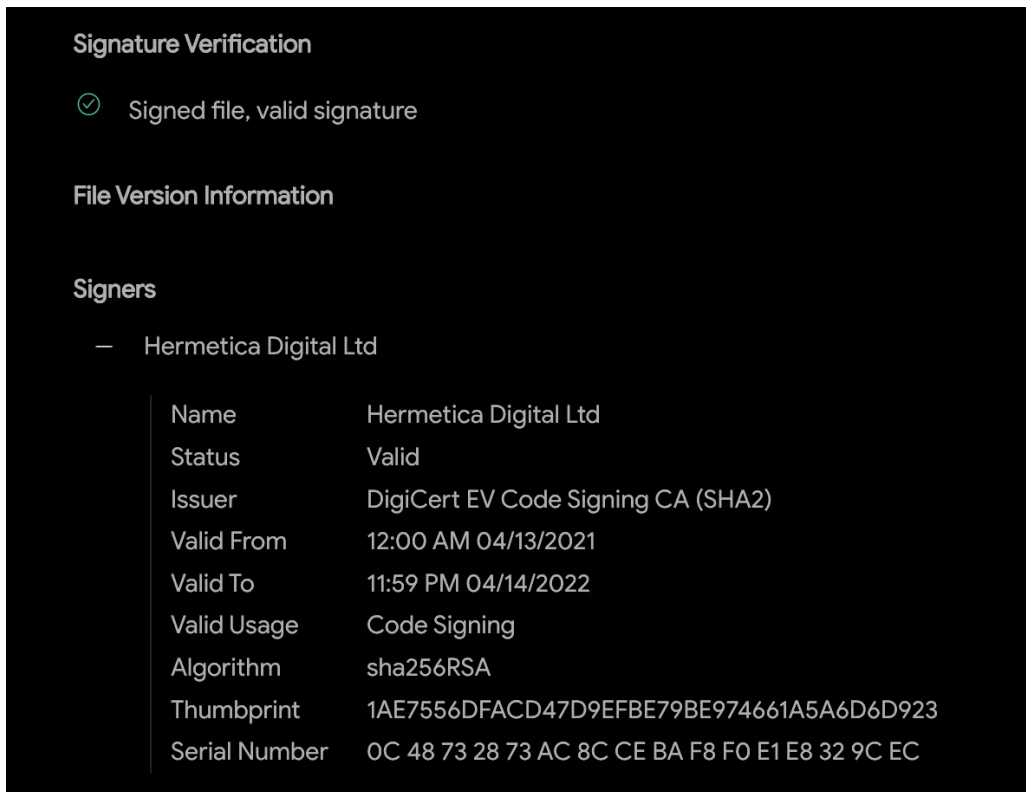 Signature Verification
Signed file, valid signature
File Version Information
Signers
– Hermetica Digital Ltd
Name Hermetica Digital Ltd
Status Valid
Issuer DigiCert EV Code Signing CA (SHA2)
Valid From 12:00 AM 04/13/2021
Valid To 11:59 PM 04/14/2022
Valid Usage Code Signing
Algorithm sha256RSA
Thumbprint 1AE7556DFACD47D9EFBE79BE974661A5A6D6D923
Serial Number 0C 48 73 28 73 AC 8C CE BA F8 F0 E1 E8 32 9C EC